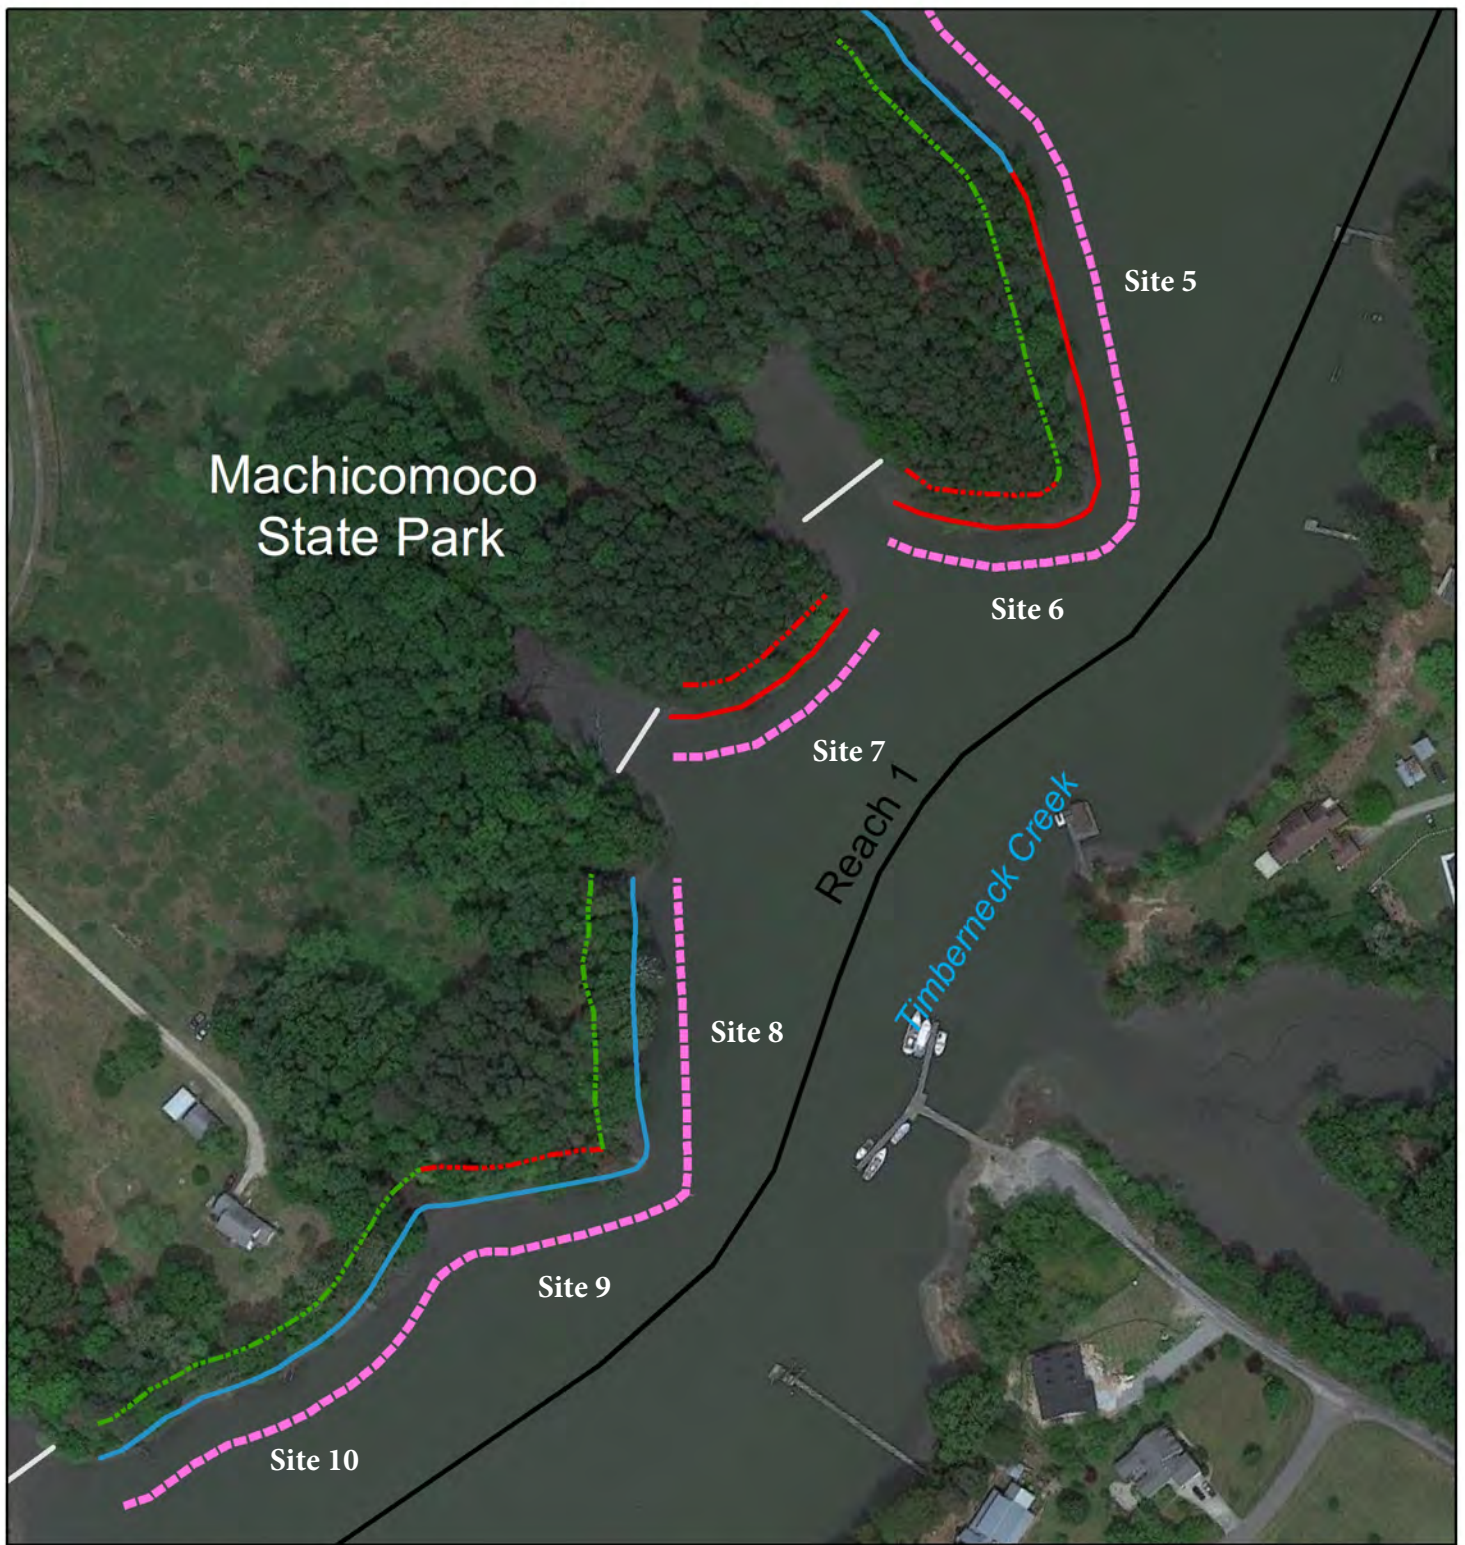 Site 5
Machicomoco
State Park
Site 6
Site 7
Reach 1
Timberneck Creek
Site 8
Site 9
Site 10